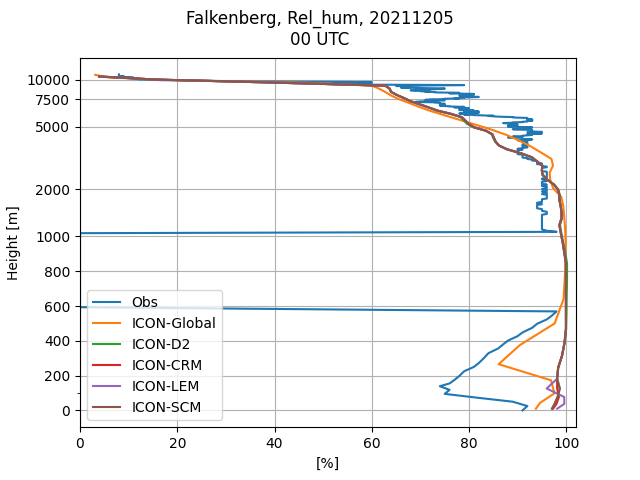 Falkenberg, Rel_hum, 20211205
00 UTC
10000
7500
5000
2000
1000
800
600
400
200
0
Height [m]
Obs
ICON-Global
ICON-D2
ICON-CRM
ICON-LEM
ICON-SCM
0
20
40
60
80
100
[%]